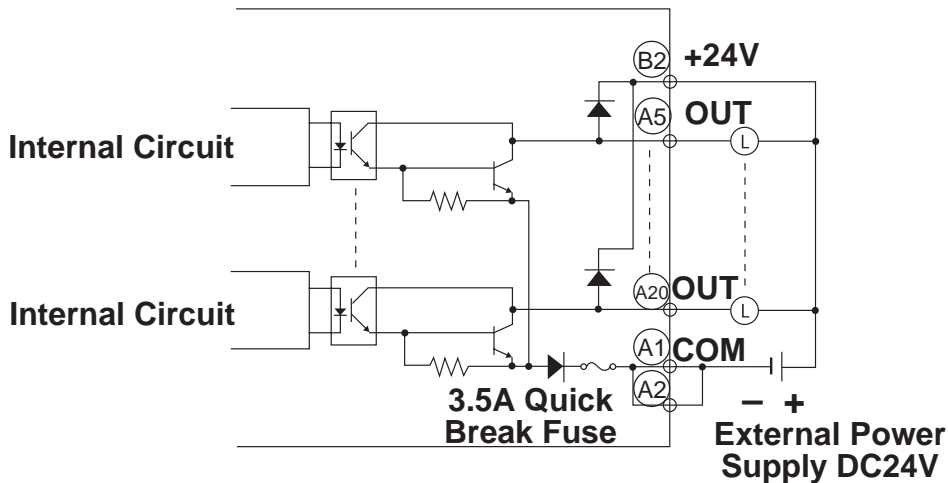 B2 +24V
A5 OUT
Internal Circuit
L
A20 OUT
Internal Circuit
L
A1 COM
A2
3.5A Quick
Break Fuse
− +
External Power
Supply DC24V